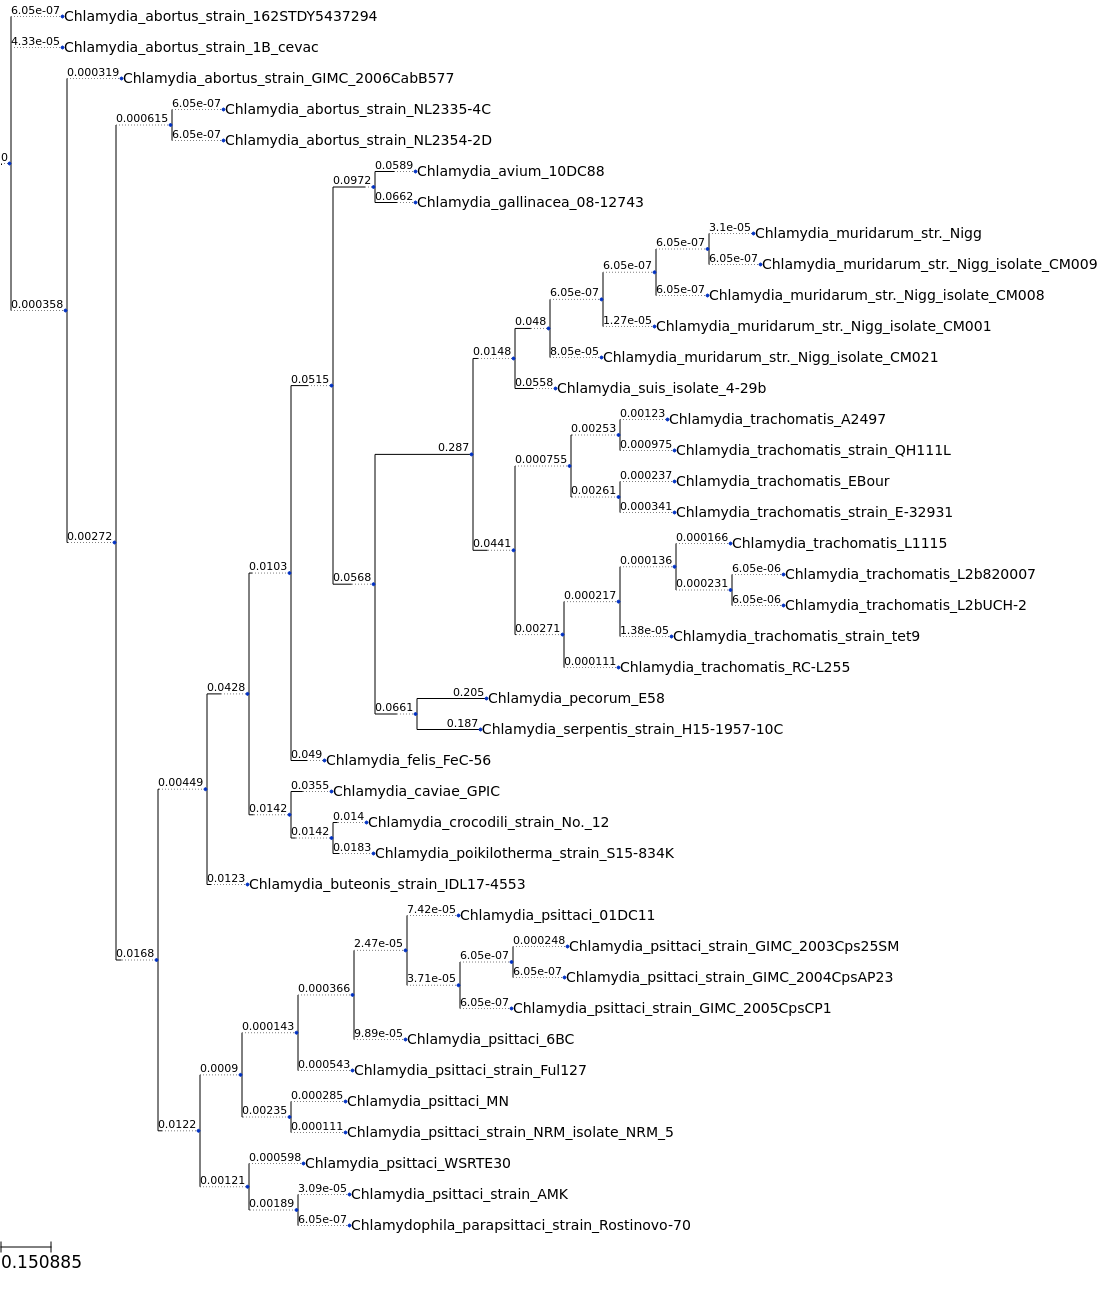 6.05e-07 Chlamydia_abortus_strain_162STDY5437294
4.33e-05 Chlamydia_abortus_strain_1B_cevac
0.000319 Chlamydia_abortus_strain_GIMC_2006CabB577
6.05e-07 Chlamydia_abortus_strain_NL2335-4C
0.000615
6.05e-07 Chlamydia_abortus_strain_NL2354-2D
0
0.0589 Chlamydia_avium_10DC88
0.0972
0.0662 Chlamydia_gallinacea_08-12743
3.1e-05 Chlamydia_muridarum_str._Nigg
6.05e-07
6.05e-07 Chlamydia_muridarum_str._Nigg_isolate_CM009
6.05e-07
6.05e-07 Chlamydia_muridarum_str._Nigg_isolate_CM008
6.05e-07
0.000358
0.048
1.27e-05 Chlamydia_muridarum_str._Nigg_isolate_CM001
0.0148
8.05e-05 Chlamydia_muridarum_str._Nigg_isolate_CM021
0.0515
0.0558 Chlamydia_suis_isolate_4-29b
0.00123 Chlamydia_trachomatis_A2497
0.00253
0.000975 Chlamydia_trachomatis_strain_QH111L
0.287
0.000755
0.000237 Chlamydia_trachomatis_EBour
0.00261
0.000341 Chlamydia_trachomatis_strain_E-32931
0.00272
0.000166 Chlamydia_trachomatis_L1115
0.0441
0.000136
0.0103
6.05e-06 Chlamydia_trachomatis_L2b820007
0.0568
0.000231
0.000217
6.05e-06 Chlamydia_trachomatis_L2bUCH-2
0.00271
1.38e-05 Chlamydia_trachomatis_strain_tet9
0.000111 Chlamydia_trachomatis_RC-L255
0.0428
0.205 Chlamydia_pecorum_E58
0.0661
0.187 Chlamydia_serpentis_strain_H15-1957-10C
0.049 Chlamydia_felis_FeC-56
0.00449
0.0355 Chlamydia_caviae_GPIC
0.0142
0.014 Chlamydia_crocodili_strain_No._12
0.0142
0.0183 Chlamydia_poikilotherma_strain_S15-834K
0.0123 Chlamydia_buteonis_strain_IDL17-4553
7.42e-05 Chlamydia_psittaci_01DC11
0.0168
2.47e-05
0.000248 Chlamydia_psittaci_strain_GIMC_2003Cps25SM
6.05e-07
6.05e-07 Chlamydia_psittaci_strain_GIMC_2004CpsAP23
3.71e-05
0.000366
6.05e-07 Chlamydia_psittaci_strain_GIMC_2005CpsCP1
0.000143
9.89e-05 Chlamydia_psittaci_6BC
0.0009
0.000543 Chlamydia_psittaci_strain_Ful127
0.000285 Chlamydia_psittaci_MN
0.00235
0.0122
0.000111 Chlamydia_psittaci_strain_NRM_isolate_NRM_5
0.000598 Chlamydia_psittaci_WSRTE30
0.00121
3.09e-05 Chlamydia_psittaci_strain_AMK
0.00189
6.05e-07 Chlamydophila_parapsittaci_strain_Rostinovo-70
0.150885